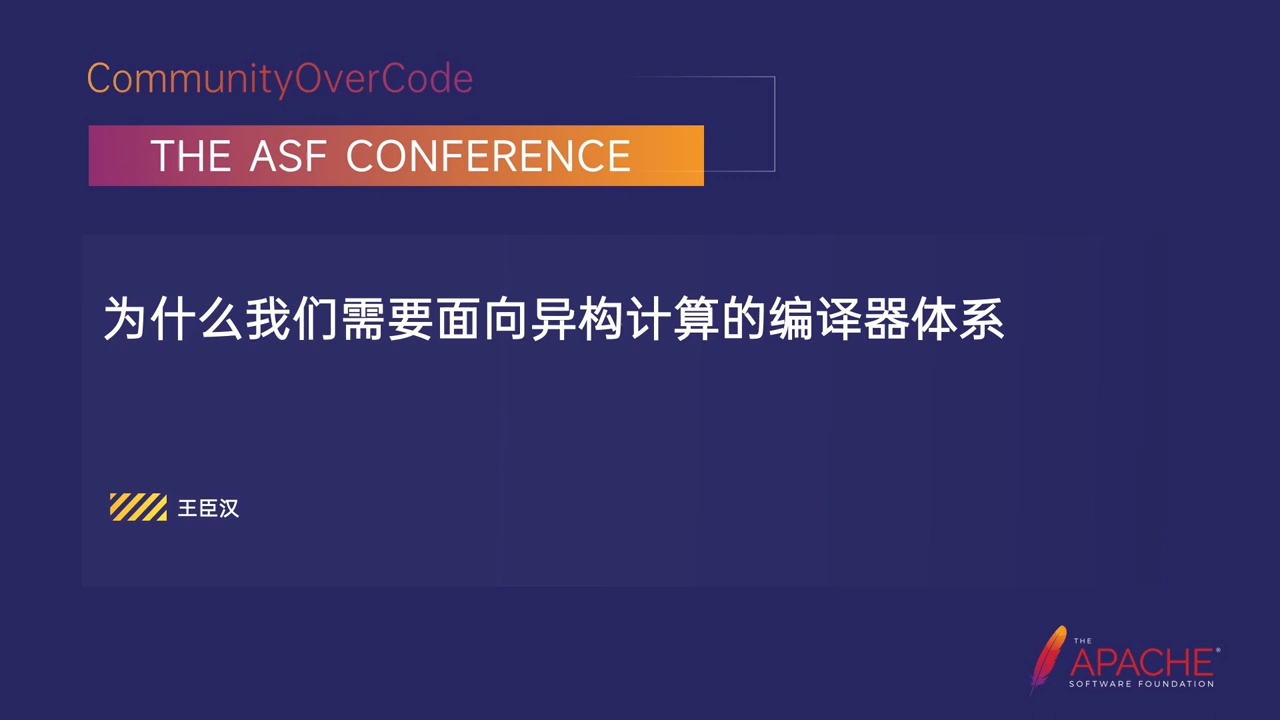 CommunityOverCode
THE ASF CONFERENCE
为什么我们需要面向异构计算的编译器体系
王臣汉
THE
APACHE®
SOFTWARE FOUNDATION